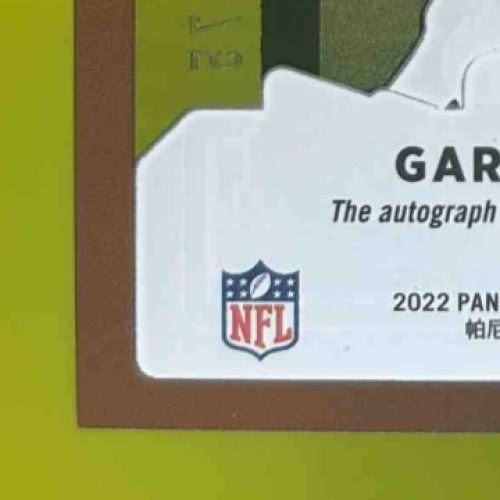 GAR
The autograph
NFL
2022 PAN
帕尼